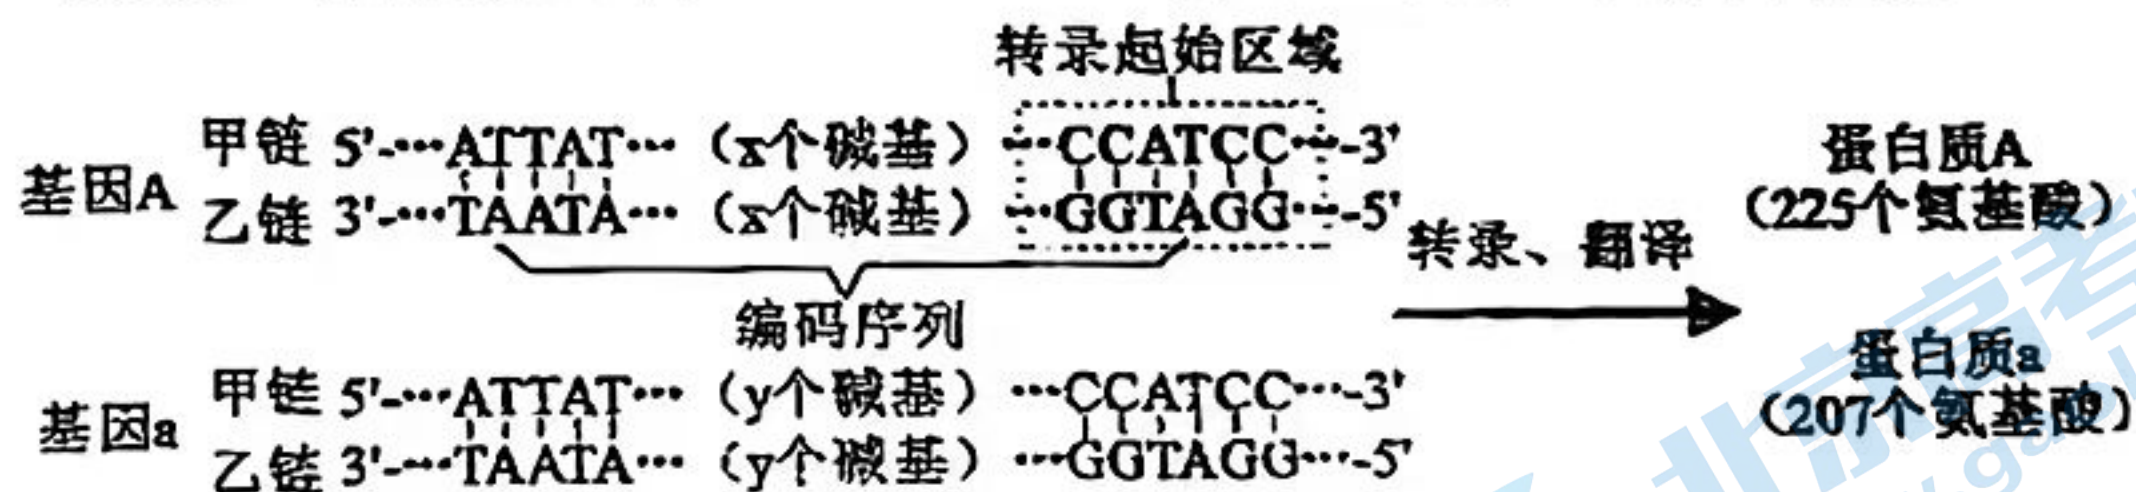 转录起始区域
基因A 甲链 5'-…ATTAT… (x个碱基) …CCATCC…-3'
乙链 3'-…TAATA… (x个碱基) …GGTAGG…-5'
编码序列
转录、翻译
蛋白质A
(225个氨基酸)
基因a 甲链 5'-…ATTAT… (y个碱基) …CCATCC…-3'
乙链 3'-…TAATA… (y个碱基) …GGTAGG…-5'
蛋白质a
(207个氨基酸)
北京高考